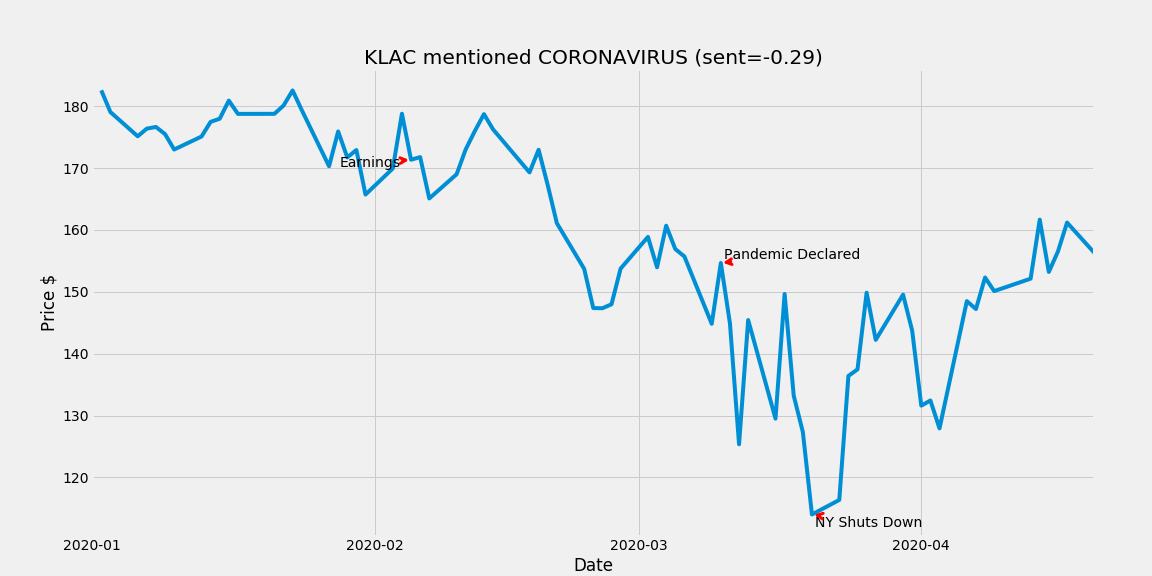 KLAC mentioned CORONAVIRUS (sent=-0.29)
180
170
160
150
140
130
120
Price $
Earnings
Pandemic Declared
NY Shuts Down
2020-01
2020-02
2020-03
2020-04
Date